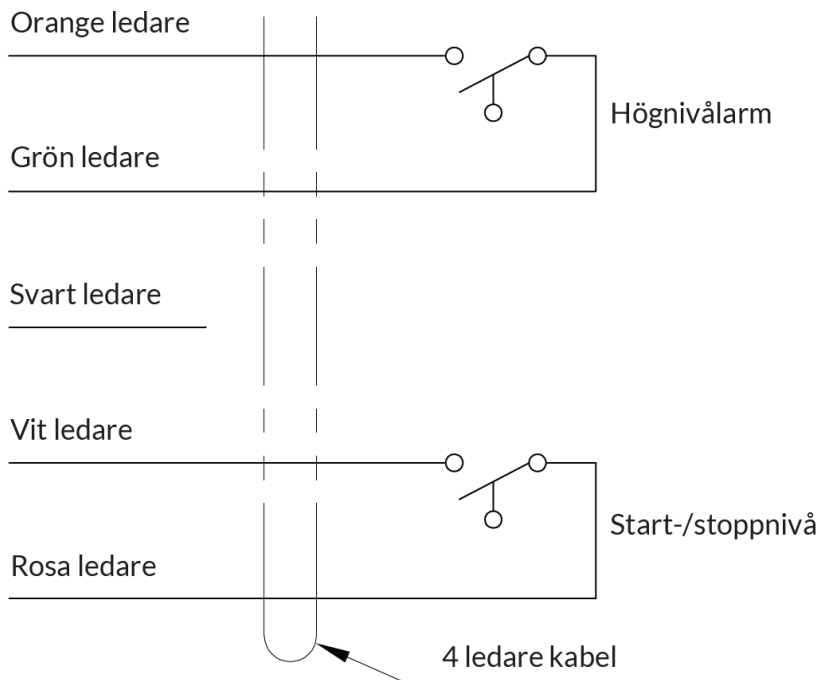 Orange ledare
Högnivålarm
Grön ledare
Svart ledare
Vit ledare
Start-/stoppnivå
Rosa ledare
4 ledare kabel